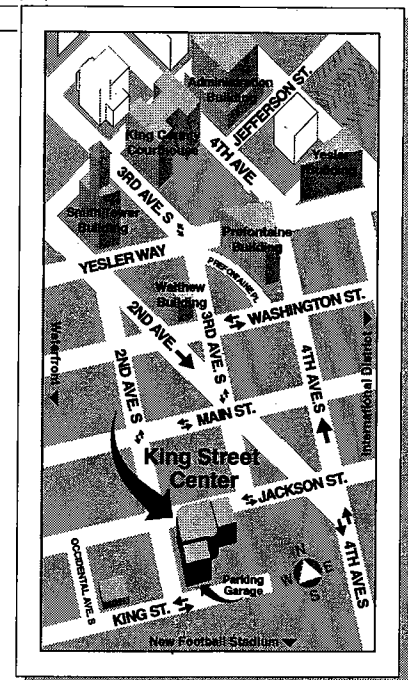 Administration
Building
JEFFERSON ST.
King County
Courthouse
4TH AVE.
Yesler
Building
3RD AVE. S
Smith Tower
Building
Prefontaine
Building
YESLER WAY
PREFONTAINE PL
Walthew
Building
WASHINGTON ST.
2ND AVE.
3RD AVE. S
Waterfront
2ND AVE. S
4TH AVE. S
International District
MAIN ST.
King Street
Center
JACKSON ST.
OCCIDENTAL AVE. S
Parking
Garage
N
W
E
S
4TH AVE. S
KING ST.
New Football Stadium